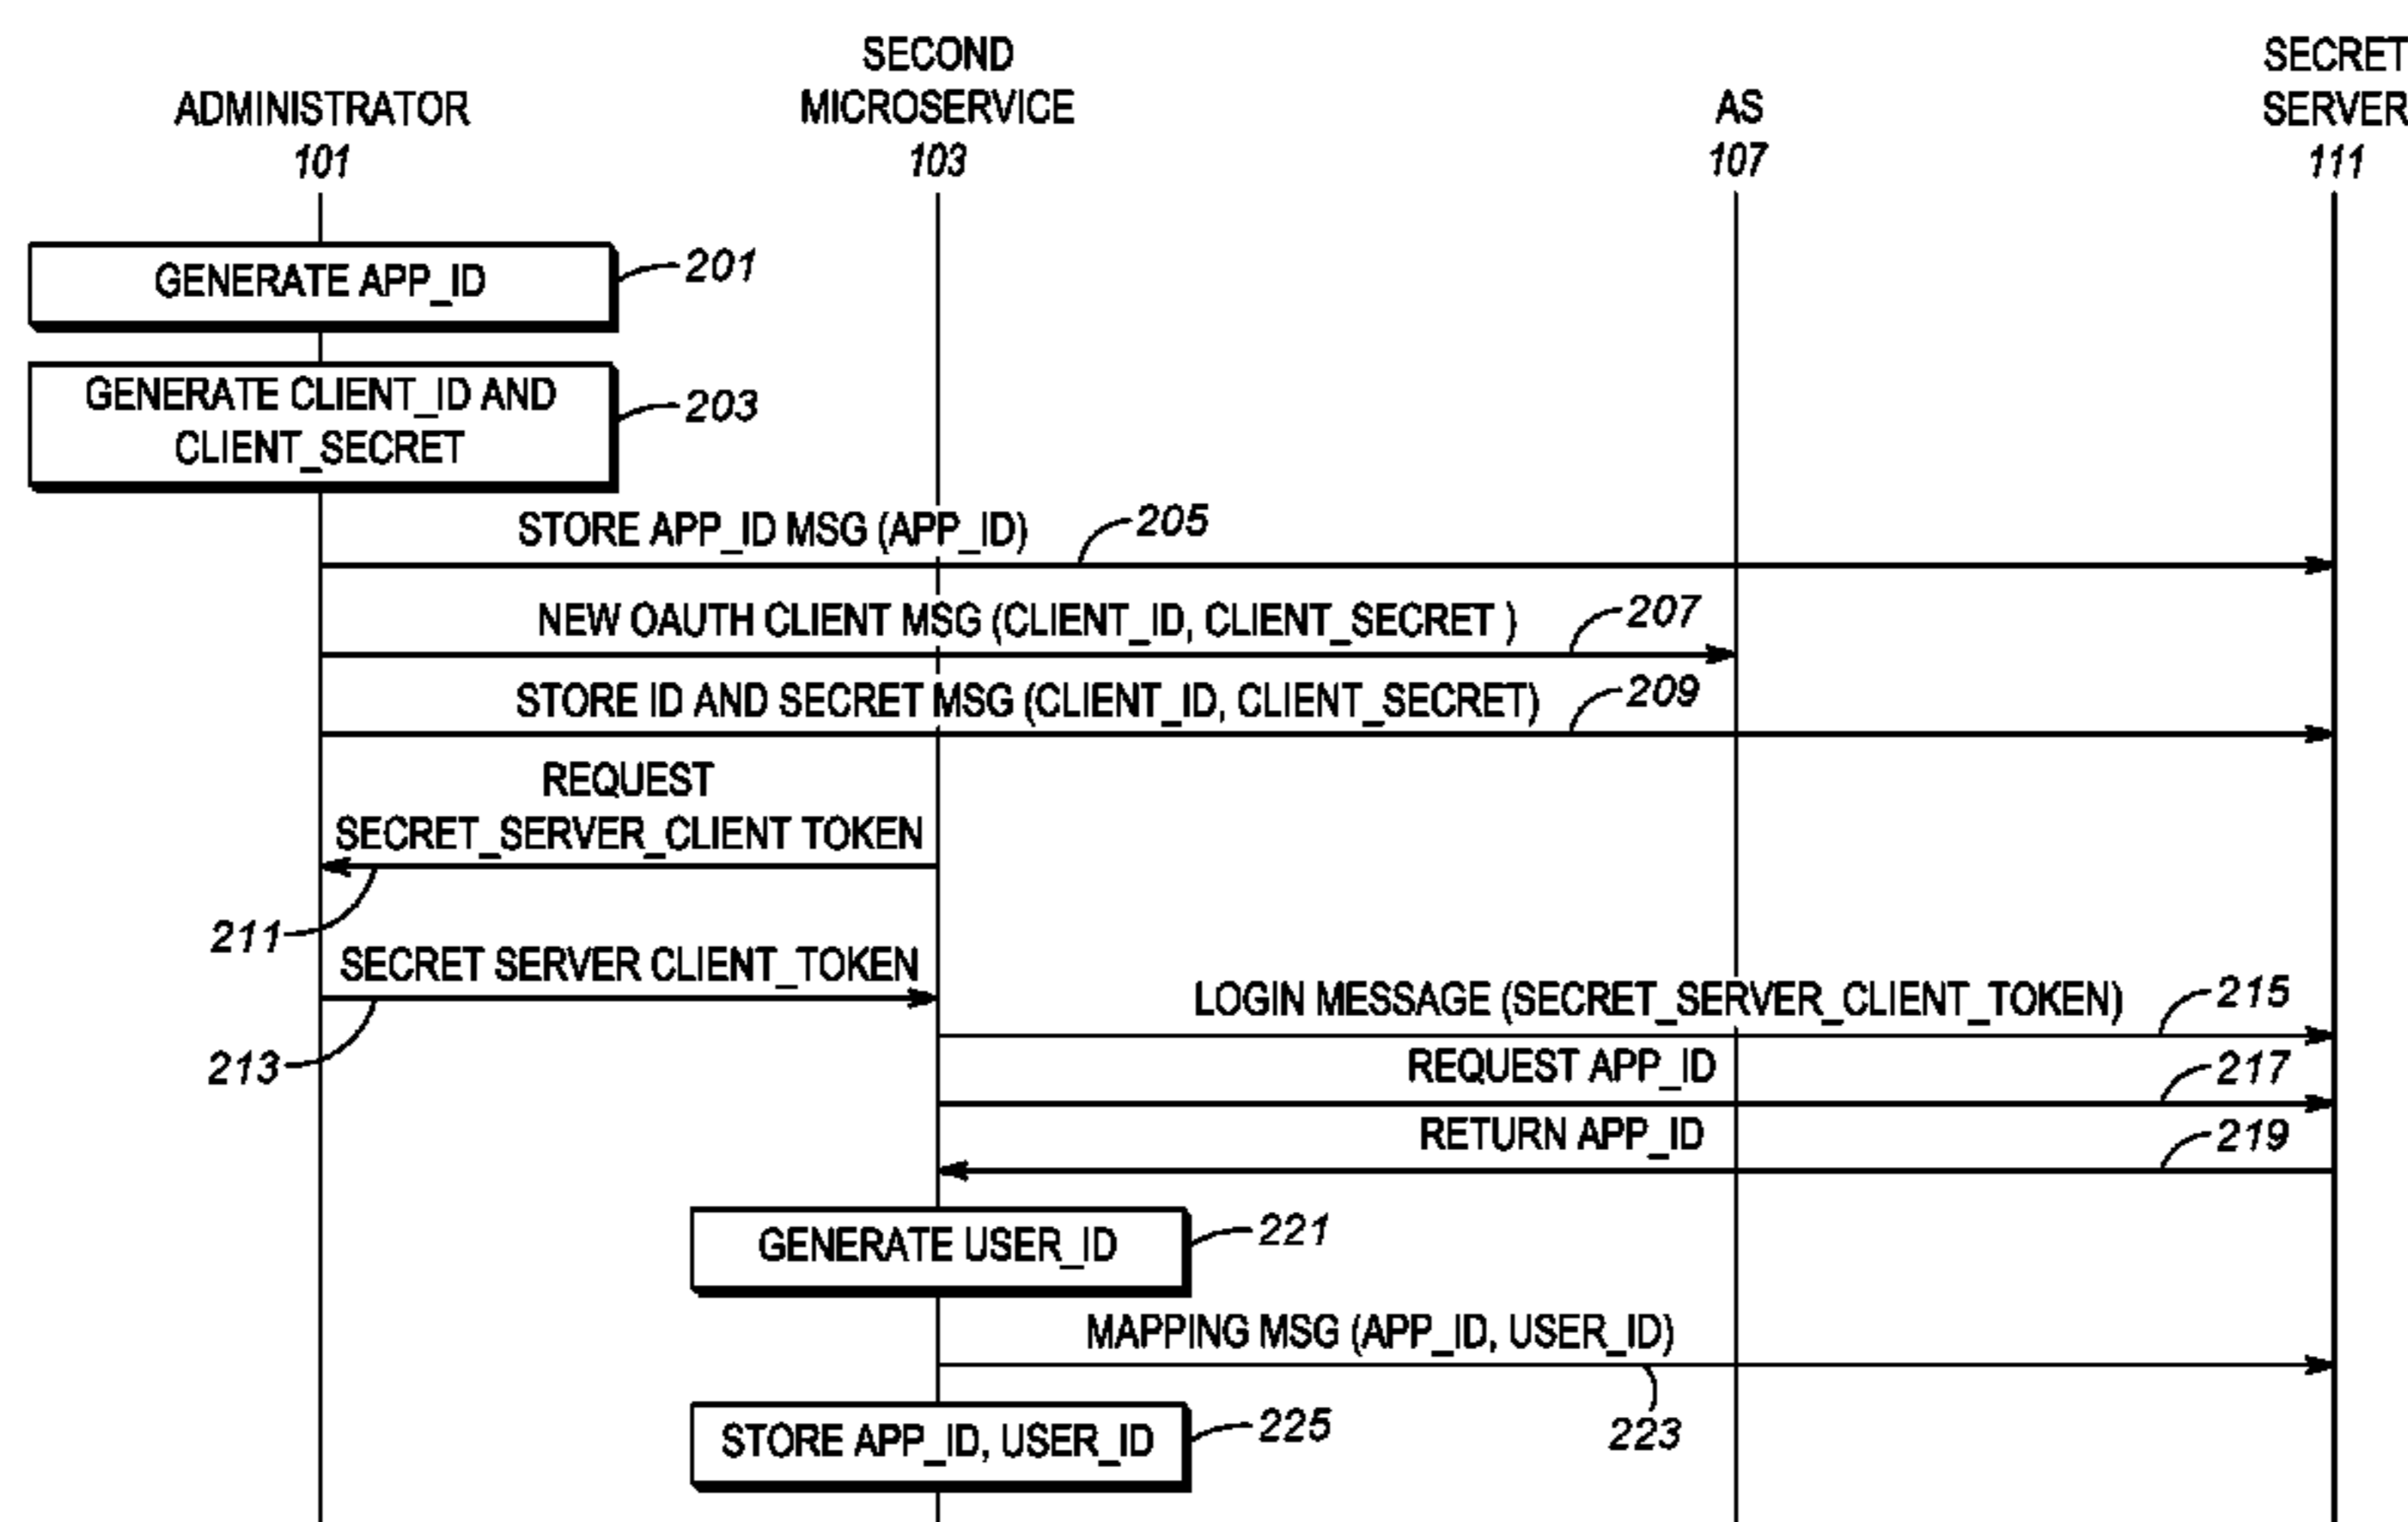 SECOND
MICROSERVICE
103
SECRET
SERVER
111
ADMINISTRATOR
101
AS
107
GENERATE APP_ID
201
GENERATE CLIENT_ID AND
CLIENT_SECRET
203
STORE APP_ID MSG (APP_ID)
205
NEW OAUTH CLIENT MSG (CLIENT_ID, CLIENT_SECRET )
207
STORE ID AND SECRET MSG (CLIENT_ID, CLIENT_SECRET)
209
REQUEST
SECRET_SERVER_CLIENT TOKEN
211
SECRET SERVER CLIENT_TOKEN
213
LOGIN MESSAGE (SECRET_SERVER_CLIENT_TOKEN)
215
REQUEST APP_ID
217
RETURN APP_ID
219
GENERATE USER_ID
221
MAPPING MSG (APP_ID, USER_ID)
223
STORE APP_ID, USER_ID
225